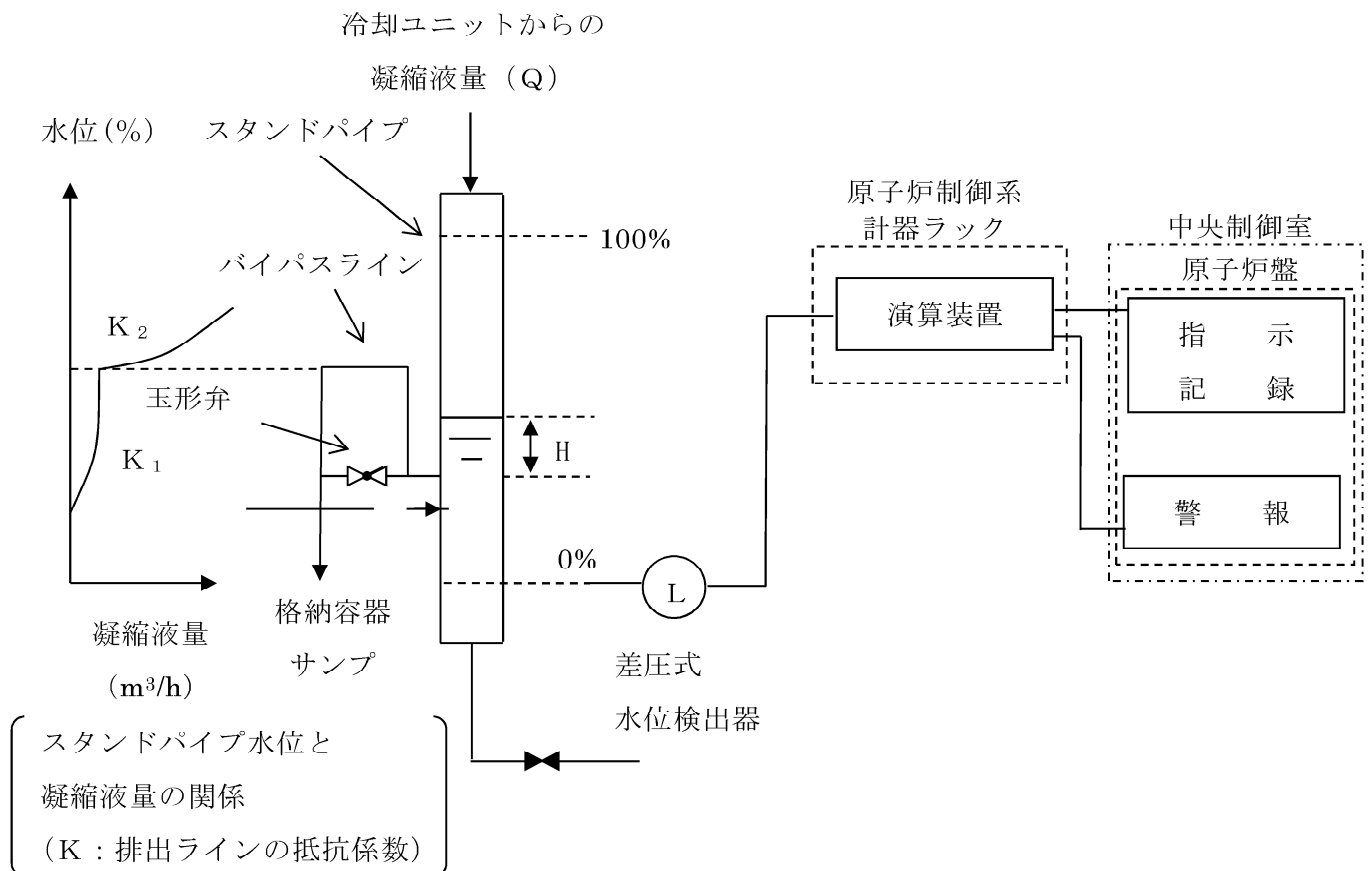 冷却ユニットからの
凝縮液量（Q）
水位(%)
スタンドパイプ
原子炉制御系
計器ラック
中央制御室
100%
バイパスライン
原子炉盤
演算装置
指　示
記　録
K２
玉形弁
H
K１
警　報
0%
L
格納容器
サンプ
凝縮液量
（m³/h）
差圧式
水位検出器
スタンドパイプ水位と
凝縮液量の関係
（K：排出ラインの抵抗係数）